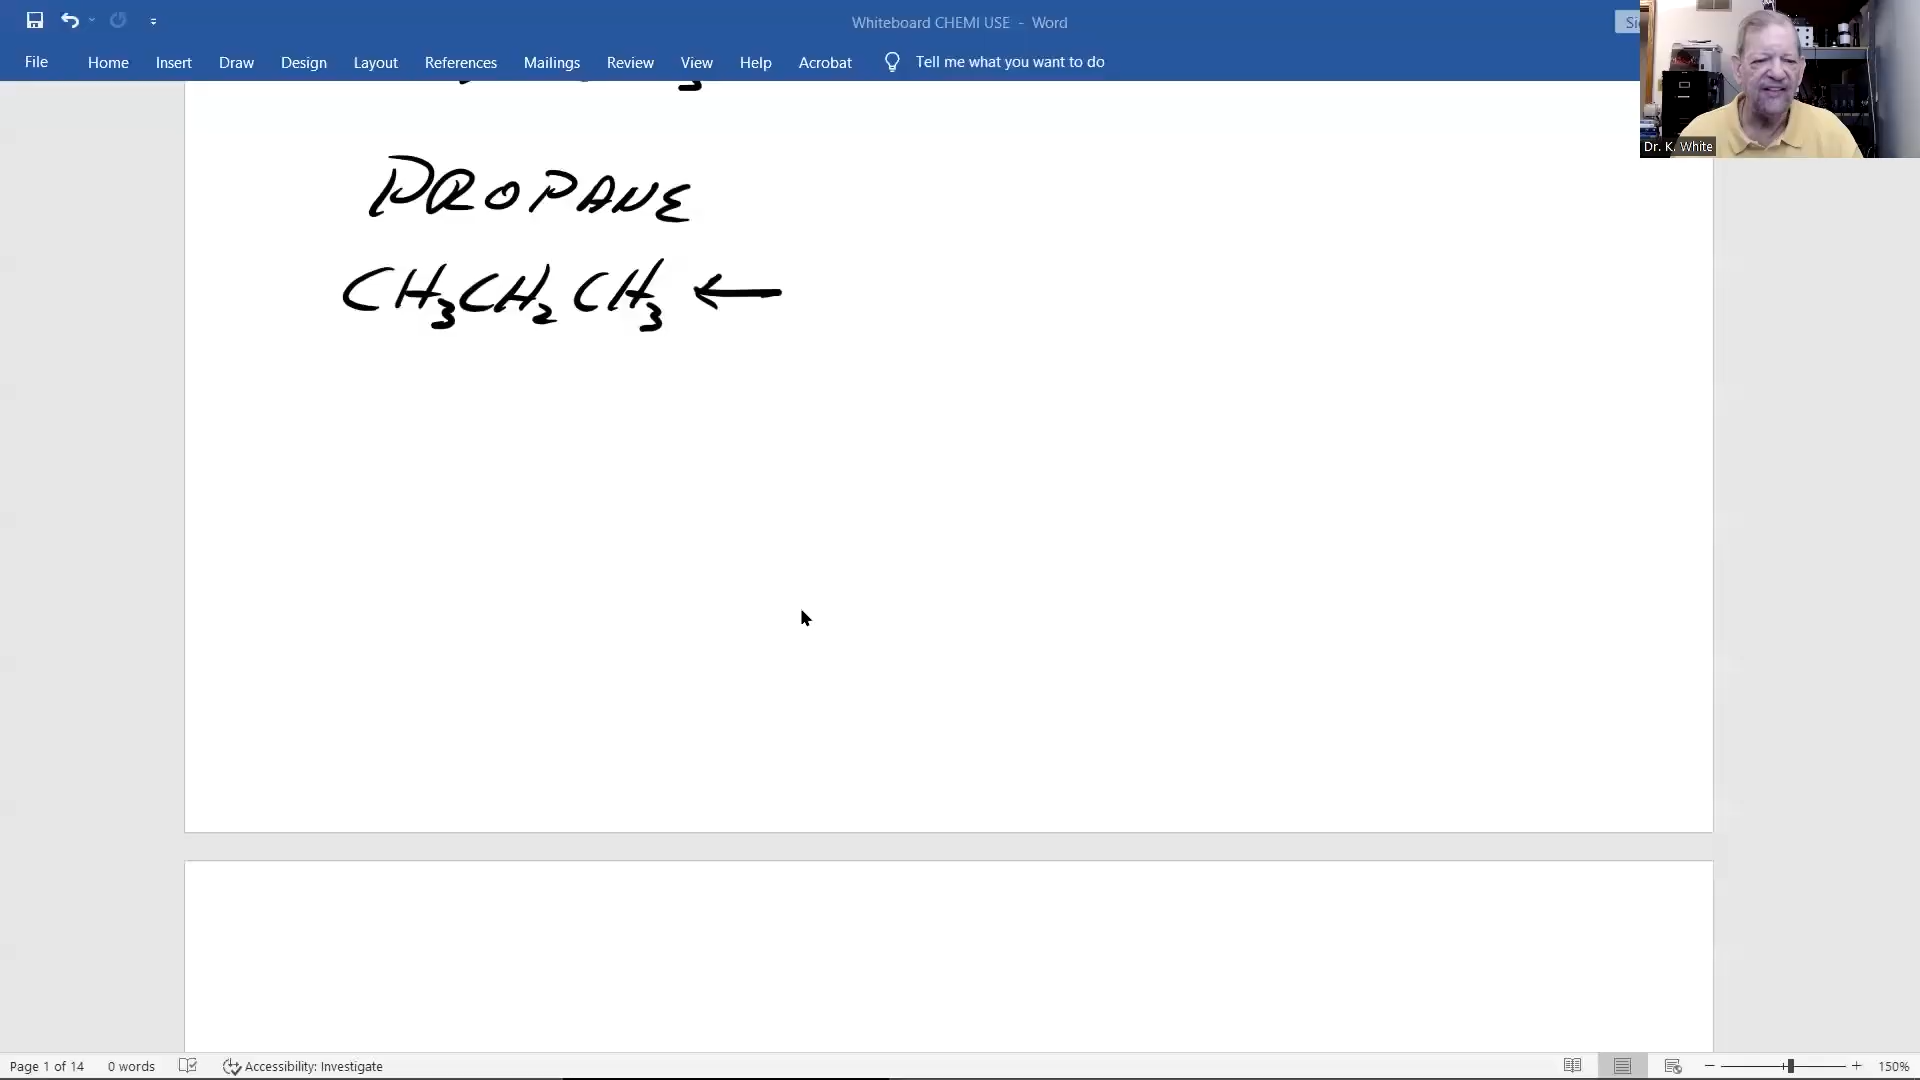 Whiteboard CHEMI USE - Word
File Home Insert Draw Design Layout References Mailings Review View Help Acrobat Tell me what you want to do
Dr. K. White
PROPANE
CH₃CH₂CH₃ ←
Page 1 of 14 0 words Accessibility: Investigate 150%